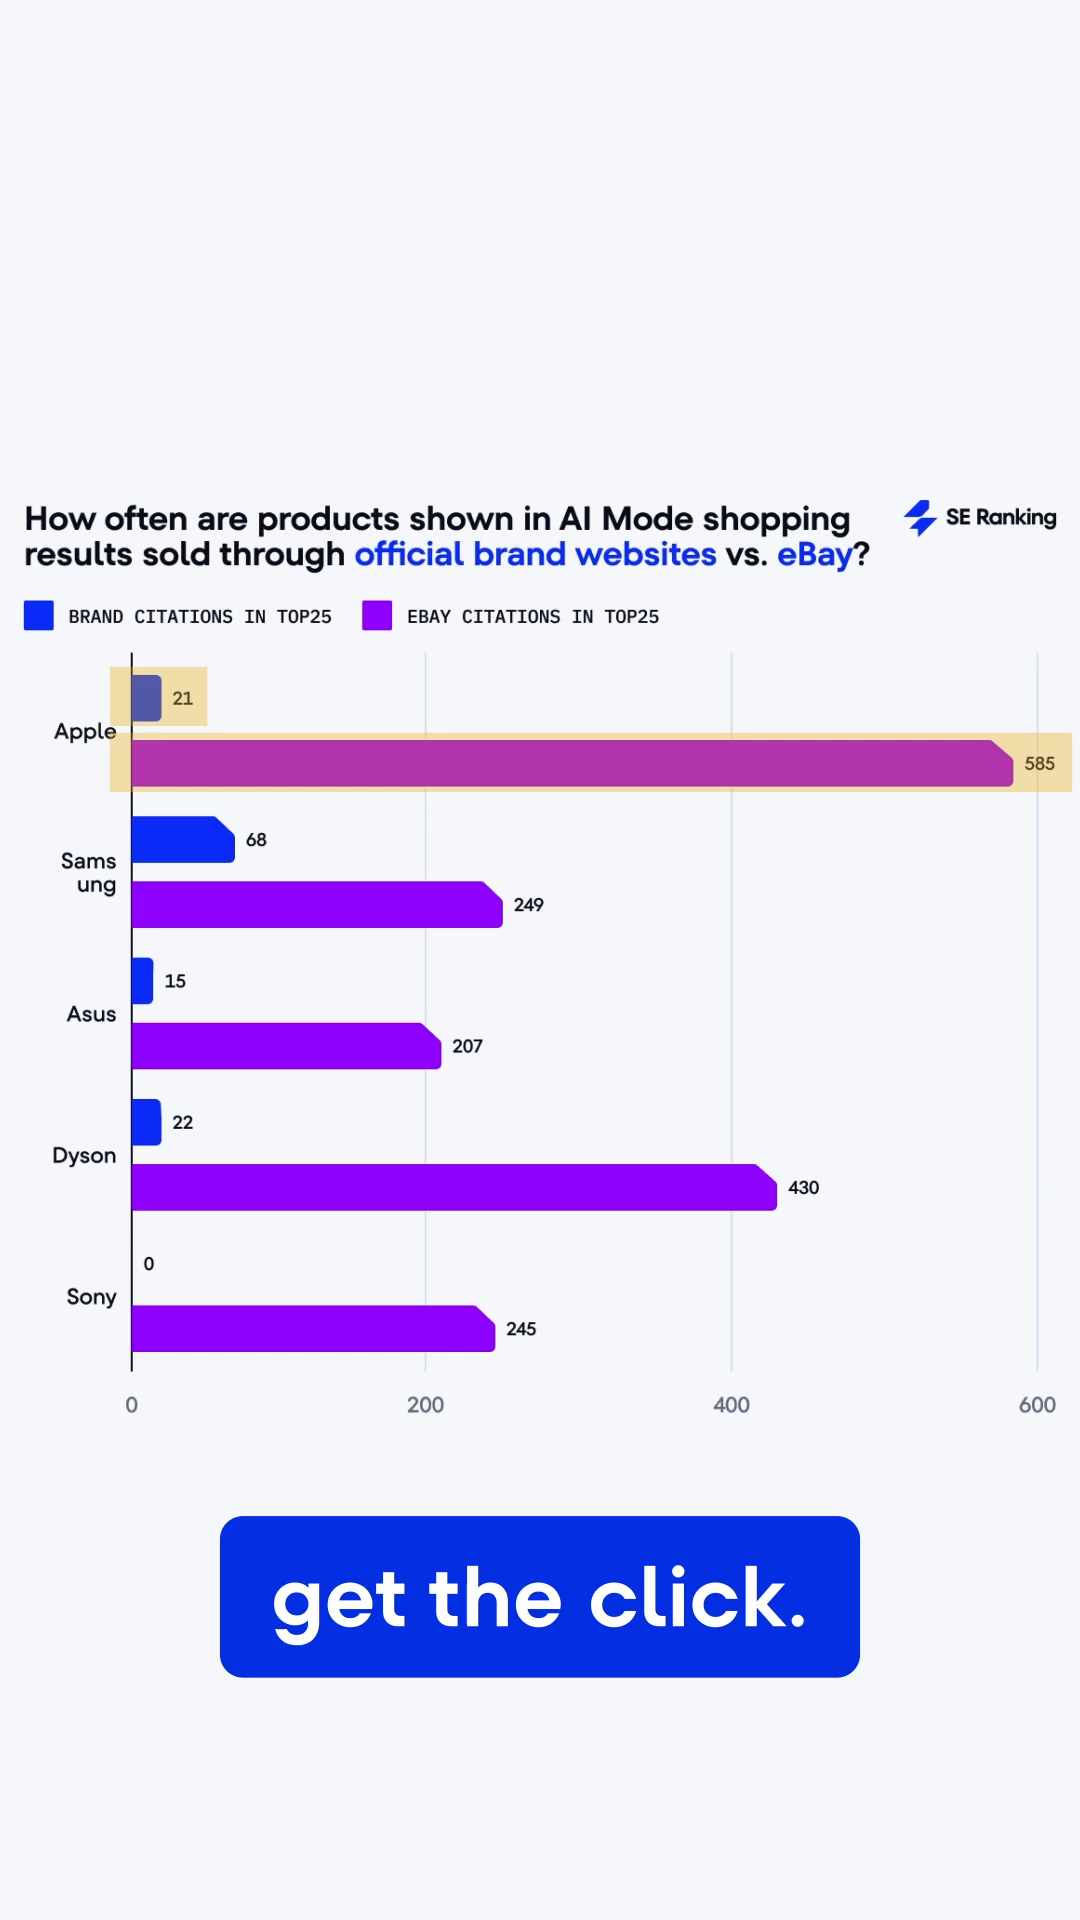 How often are products shown in AI Mode shopping
results sold through official brand websites vs. eBay?
SE Ranking
BRAND CITATIONS IN TOP25
EBAY CITATIONS IN TOP25
21
Apple
585
68
Sams
ung
249
15
Asus
207
22
Dyson
430
0
Sony
245
0
200
400
600
get the click.